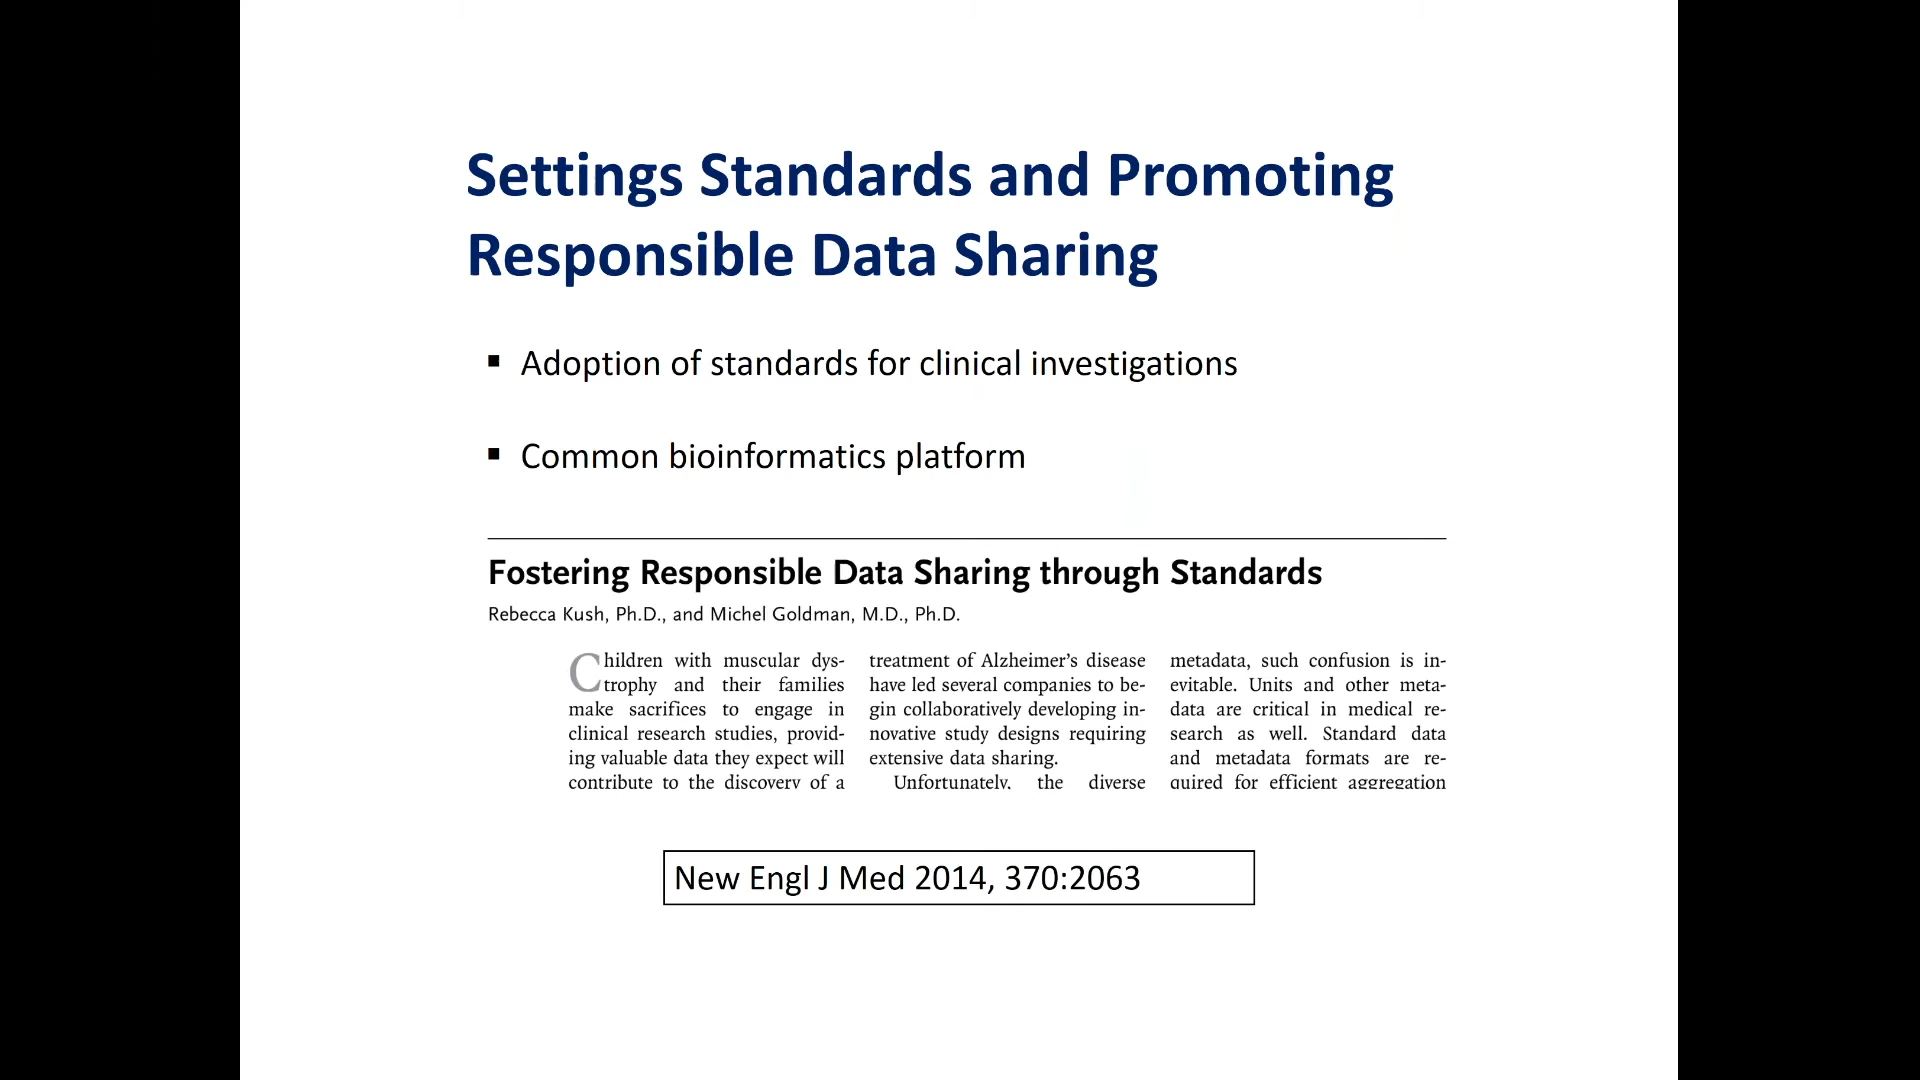 Settings Standards and Promoting
Responsible Data Sharing
▪ Adoption of standards for clinical investigations
▪ Common bioinformatics platform
Fostering Responsible Data Sharing through Standards
Rebecca Kush, Ph.D., and Michel Goldman, M.D., Ph.D.
Children with muscular dys-
trophy and their families
make sacrifices to engage in
clinical research studies, provid-
ing valuable data they expect will
contribute to the discovery of a
treatment of Alzheimer’s disease
have led several companies to be-
gin collaboratively developing in-
novative study designs requiring
extensive data sharing.
Unfortunately, the diverse
metadata, such confusion is in-
evitable. Units and other meta-
data are critical in medical re-
search as well. Standard data
and metadata formats are re-
quired for efficient aggregation
New Engl J Med 2014, 370:2063